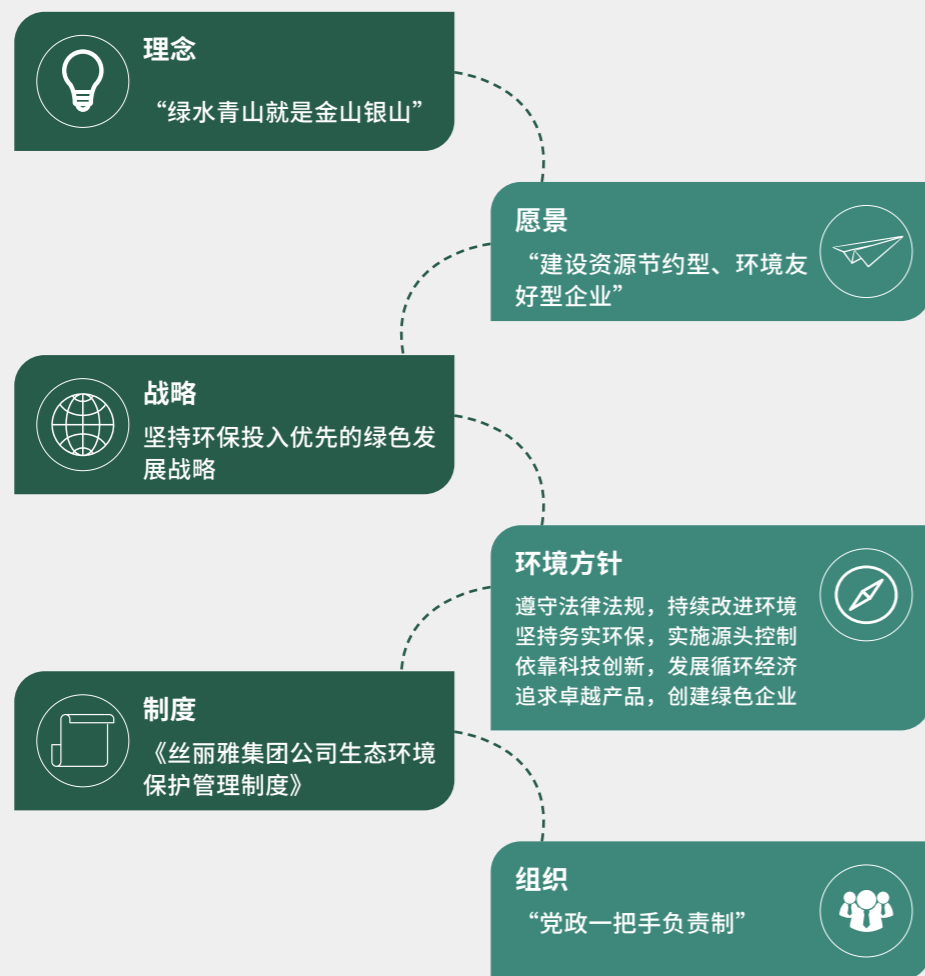 理念
“绿水青山就是金山银山”
愿景
“建设资源节约型、环境友
好型企业”
战略
坚持环保投入优先的绿色发
展战略
环境方针
遵守法律法规，持续改进环境
坚持务实环保，实施源头控制
依靠科技创新，发展循环经济
追求卓越产品，创建绿色企业
制度
《丝丽雅集团公司生态环境
保护管理制度》
组织
“党政一把手负责制”